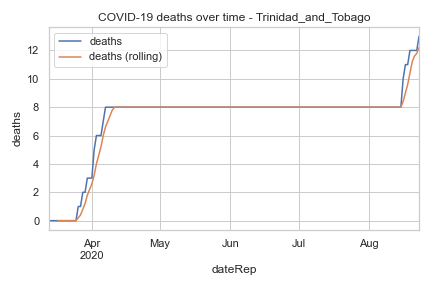 COVID-19 deaths over time - Trinidad_and_Tobago
deaths
deaths (rolling)
12
10
8
6
4
2
0
deaths
Apr
2020
May
Jun
Jul
Aug
dateRep